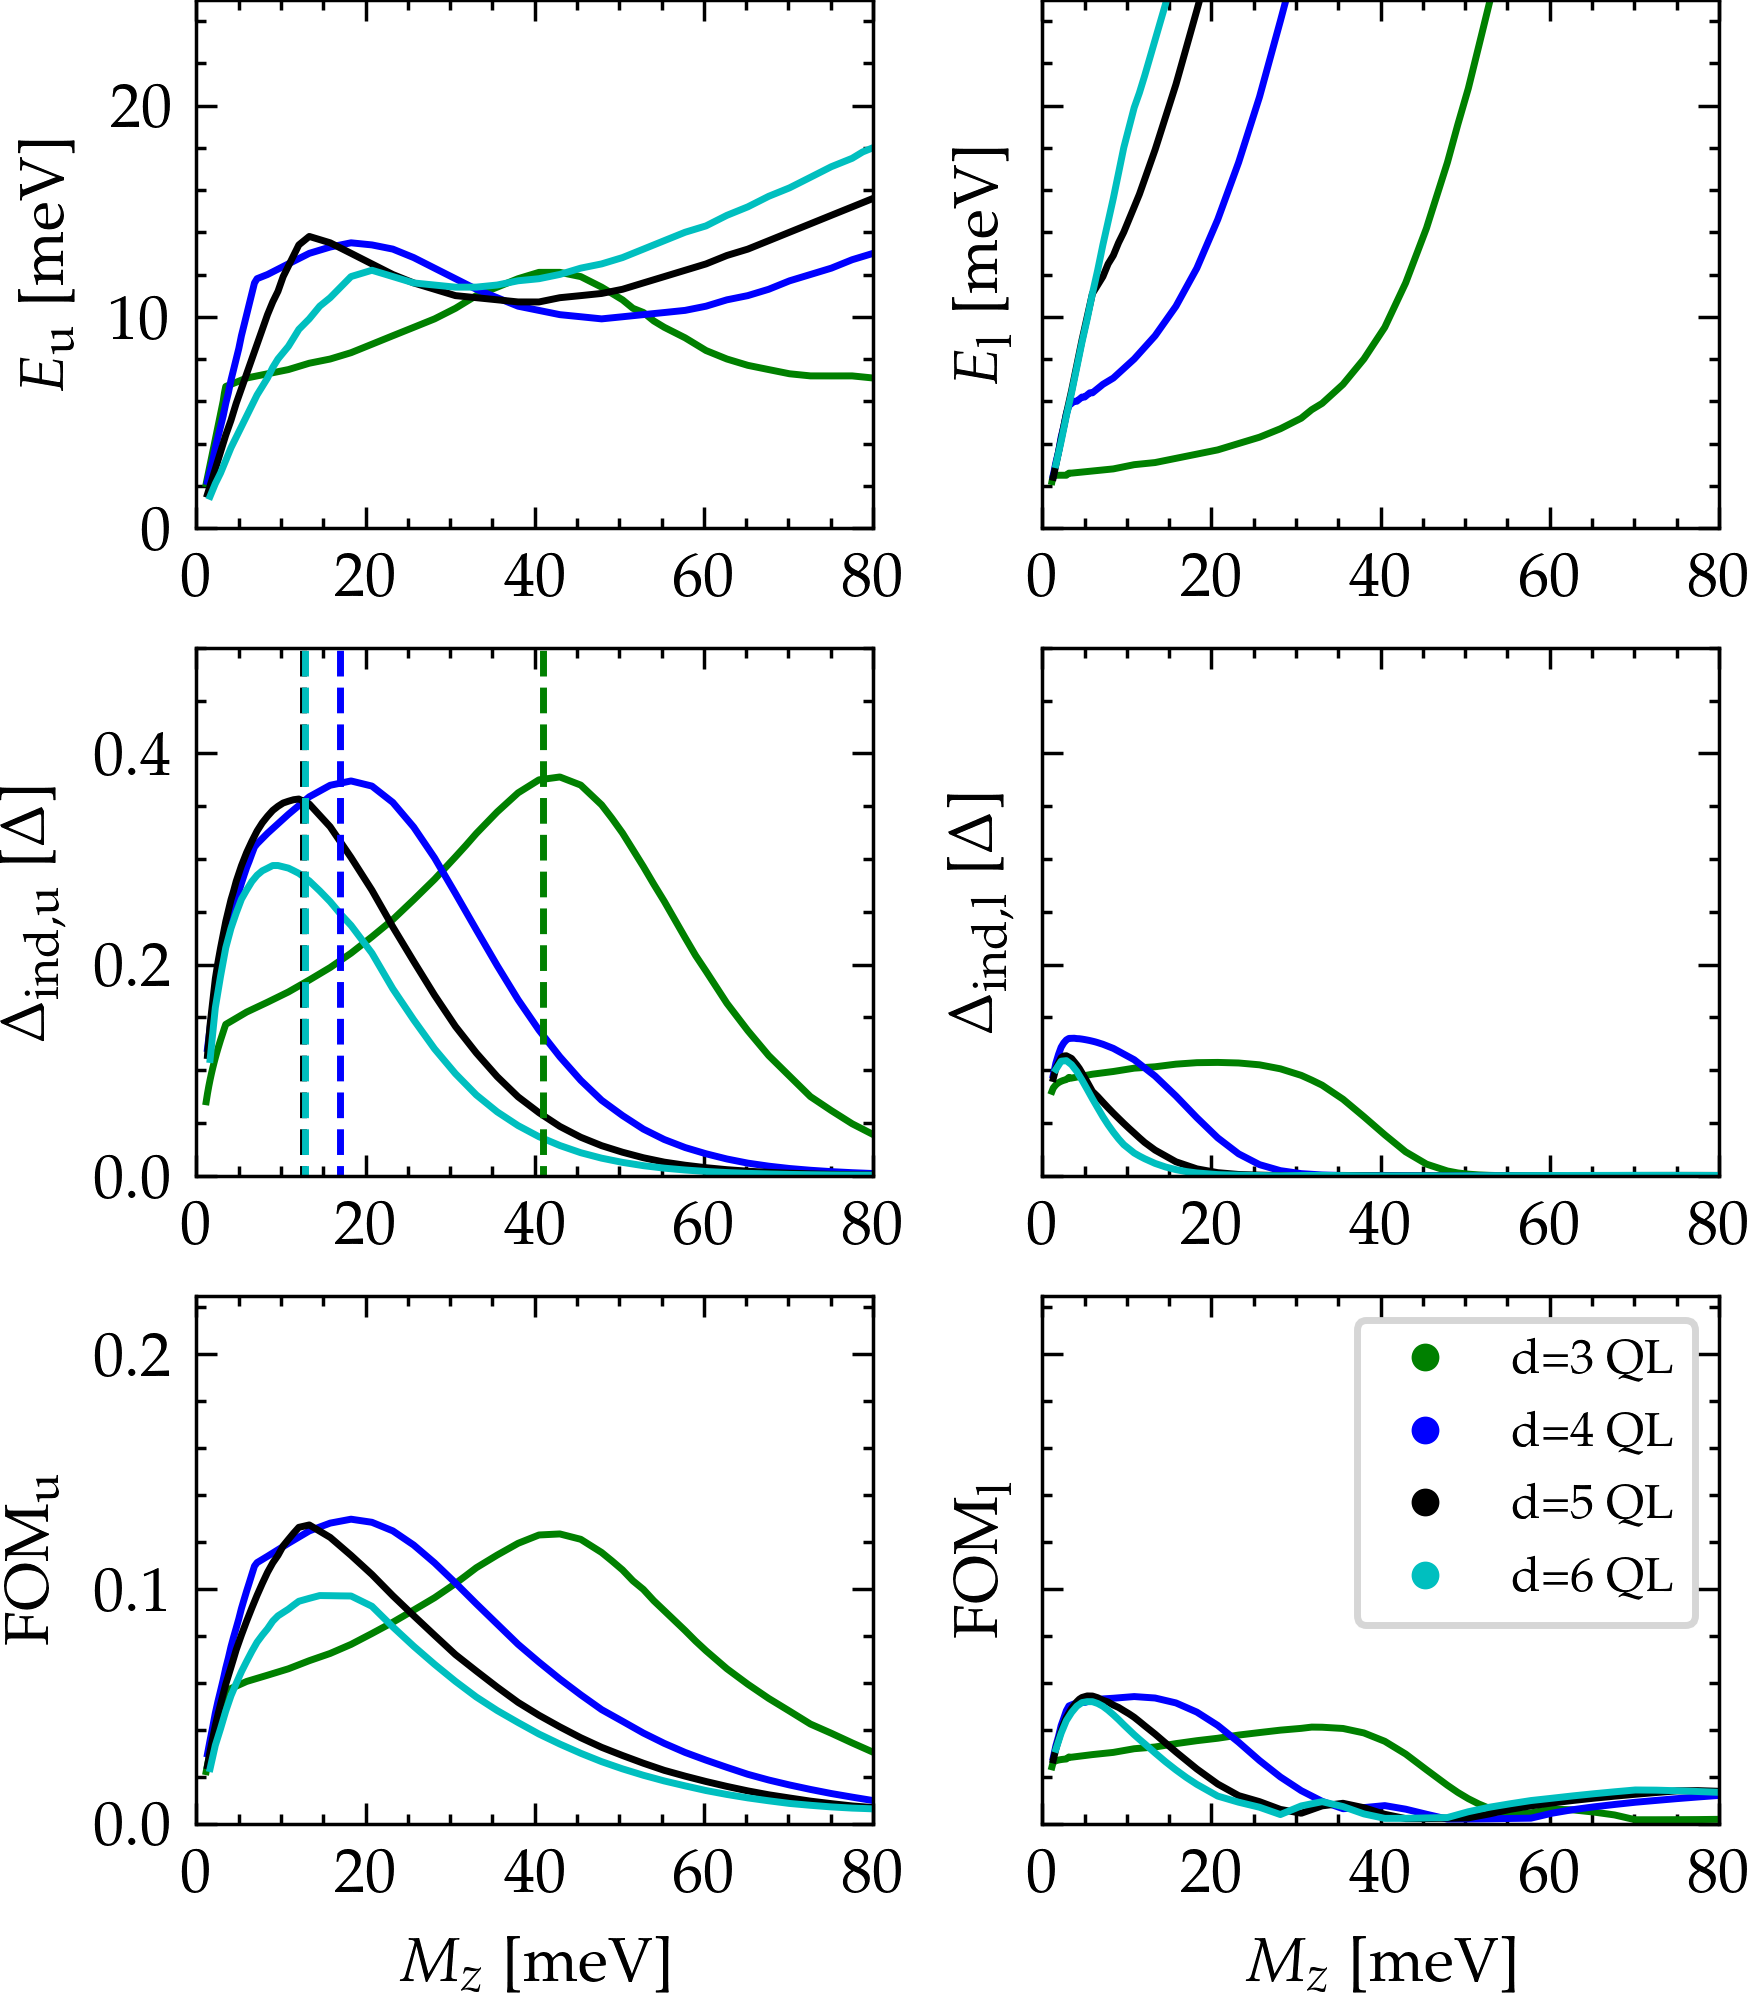 E_u [meV]
20
10
0
0 20 40 60 80
E_l [meV]
0 20 40 60 80
Δ_ind,u [Δ]
0.4
0.2
0.0
0 20 40 60 80
Δ_ind,l [Δ]
0 20 40 60 80
FOM_u
0.2
0.1
0.0
0 20 40 60 80
M_z [meV]
FOM_l
d=3 QL
d=4 QL
d=5 QL
d=6 QL
0 20 40 60 80
M_z [meV]